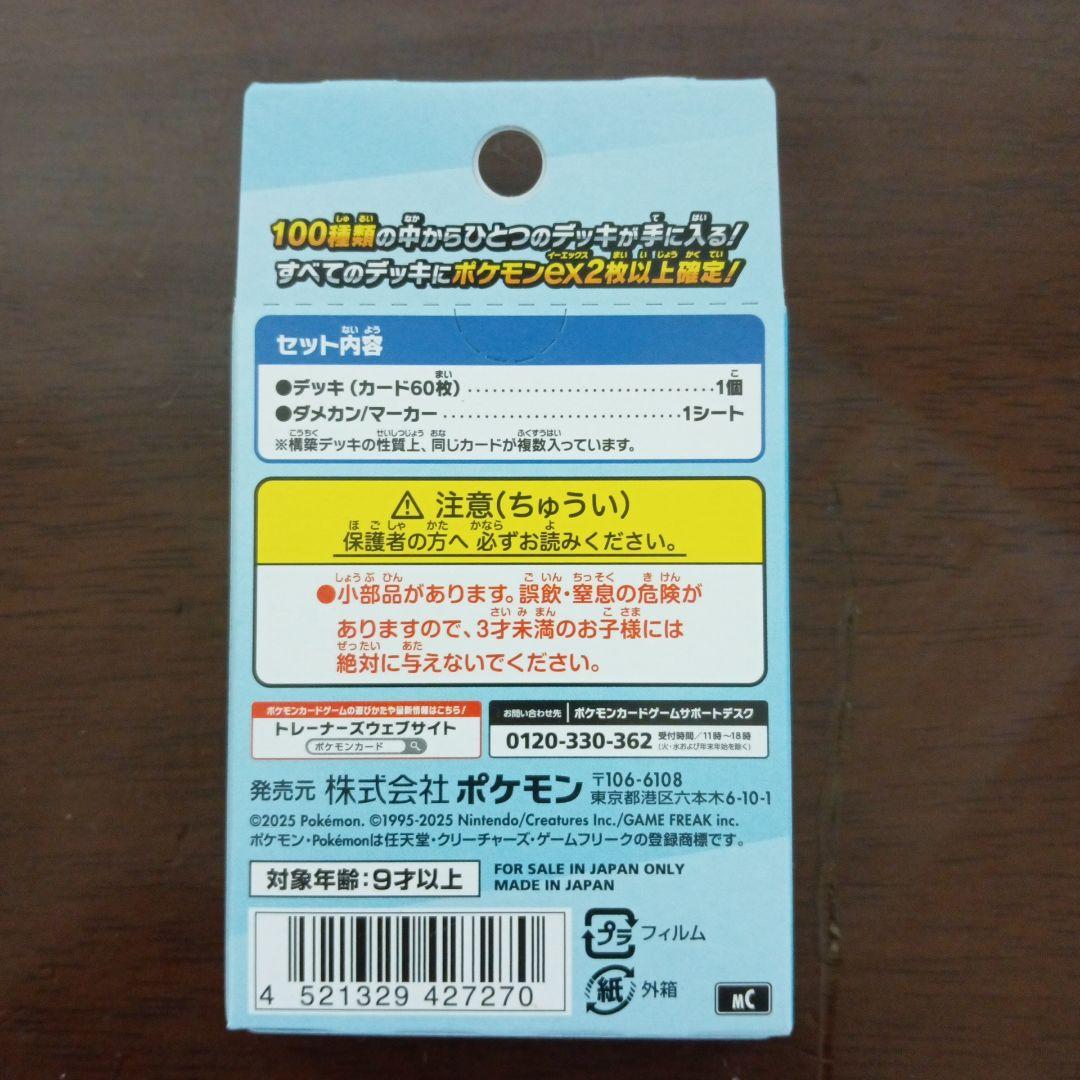 100種類の中からひとつのデッキが手に入る!
すべてのデッキにポケモンex2枚以上確定!
セット内容
●デッキ(カード60枚)............................1個
●ダメカン/マーカー............................1シート
※構築デッキの性質上、同じカードが複数入っています。
⚠ 注意(ちゅうい)
保護者の方へ 必ずお読みください。
●小部品があります。誤飲・窒息の危険が
ありますので、3才未満のお子様には
絶対に与えないでください。
ポケモンカードゲームの遊びかたや最新情報はこちら!
トレーナーズウェブサイト
ポケモンカード
お問い合わせ先 ポケモンカードゲームサポートデスク
0120-330-362 受付時間/11時~18時
(火・水および年末年始を除く)
発売元 株式会社 ポケモン 〒106-6108
東京都港区六本木6-10-1
©2025 Pokémon. ©1995-2025 Nintendo/Creatures Inc./GAME FREAK inc.
ポケモン・Pokémonは任天堂・クリーチャーズ・ゲームフリークの登録商標です。
対象年齢:9才以上
FOR SALE IN JAPAN ONLY
MADE IN JAPAN
プラ フィルム
紙 外箱
4 521329 427270
mC